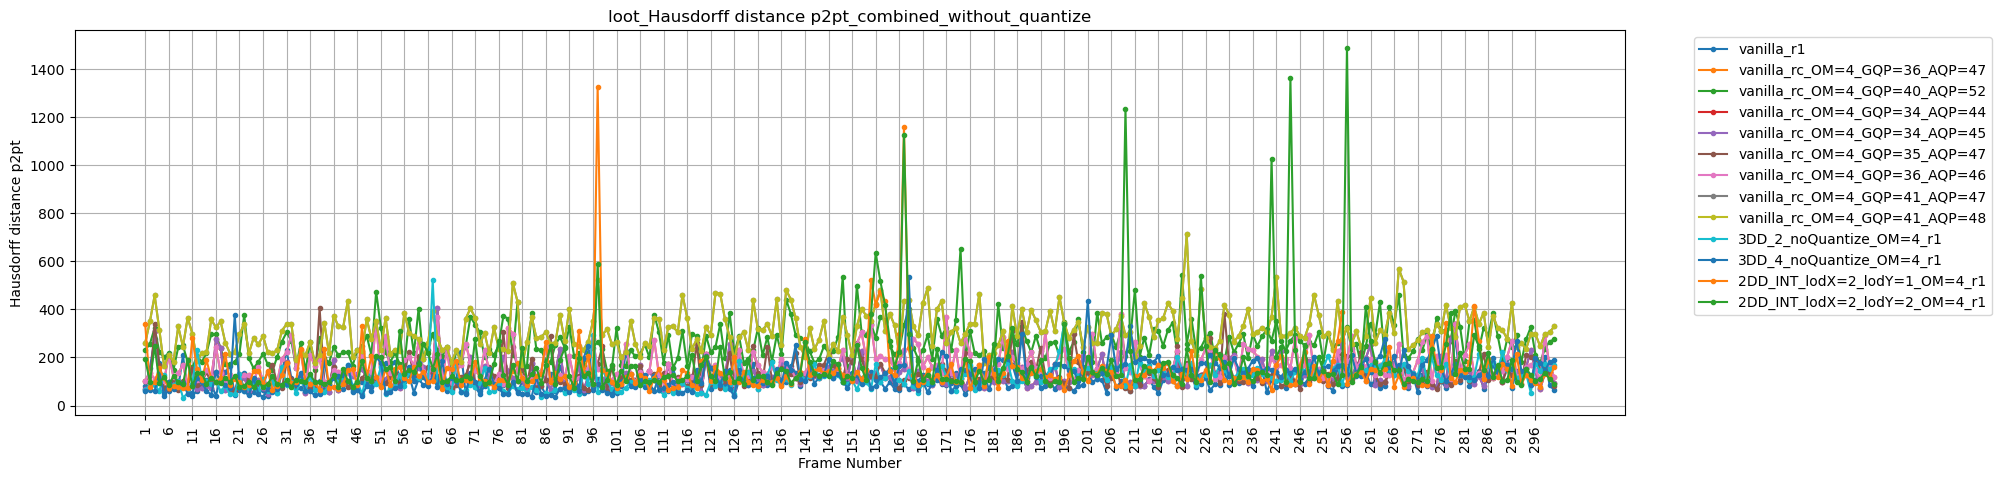 loot_Hausdorff distance p2pt_combined_without_quantize
Hausdorff distance p2pt
1400
1200
1000
800
600
400
200
0
1 6 11 16 21 26 31 36 41 46 51 56 61 66 71 76 81 86 91 96 101 106 111 116 121 126 131 136 141 146 151 156 161 166 171 176 181 186 191 196 201 206 211 216 221 226 231 236 241 246 251 256 261 266 271 276 281 286 291 296
Frame Number
vanilla_r1
vanilla_rc_OM=4_GQP=36_AQP=47
vanilla_rc_OM=4_GQP=40_AQP=52
vanilla_rc_OM=4_GQP=34_AQP=44
vanilla_rc_OM=4_GQP=34_AQP=45
vanilla_rc_OM=4_GQP=35_AQP=47
vanilla_rc_OM=4_GQP=36_AQP=46
vanilla_rc_OM=4_GQP=41_AQP=47
vanilla_rc_OM=4_GQP=41_AQP=48
3DD_2_noQuantize_OM=4_r1
3DD_4_noQuantize_OM=4_r1
2DD_INT_lodX=2_lodY=1_OM=4_r1
2DD_INT_lodX=2_lodY=2_OM=4_r1